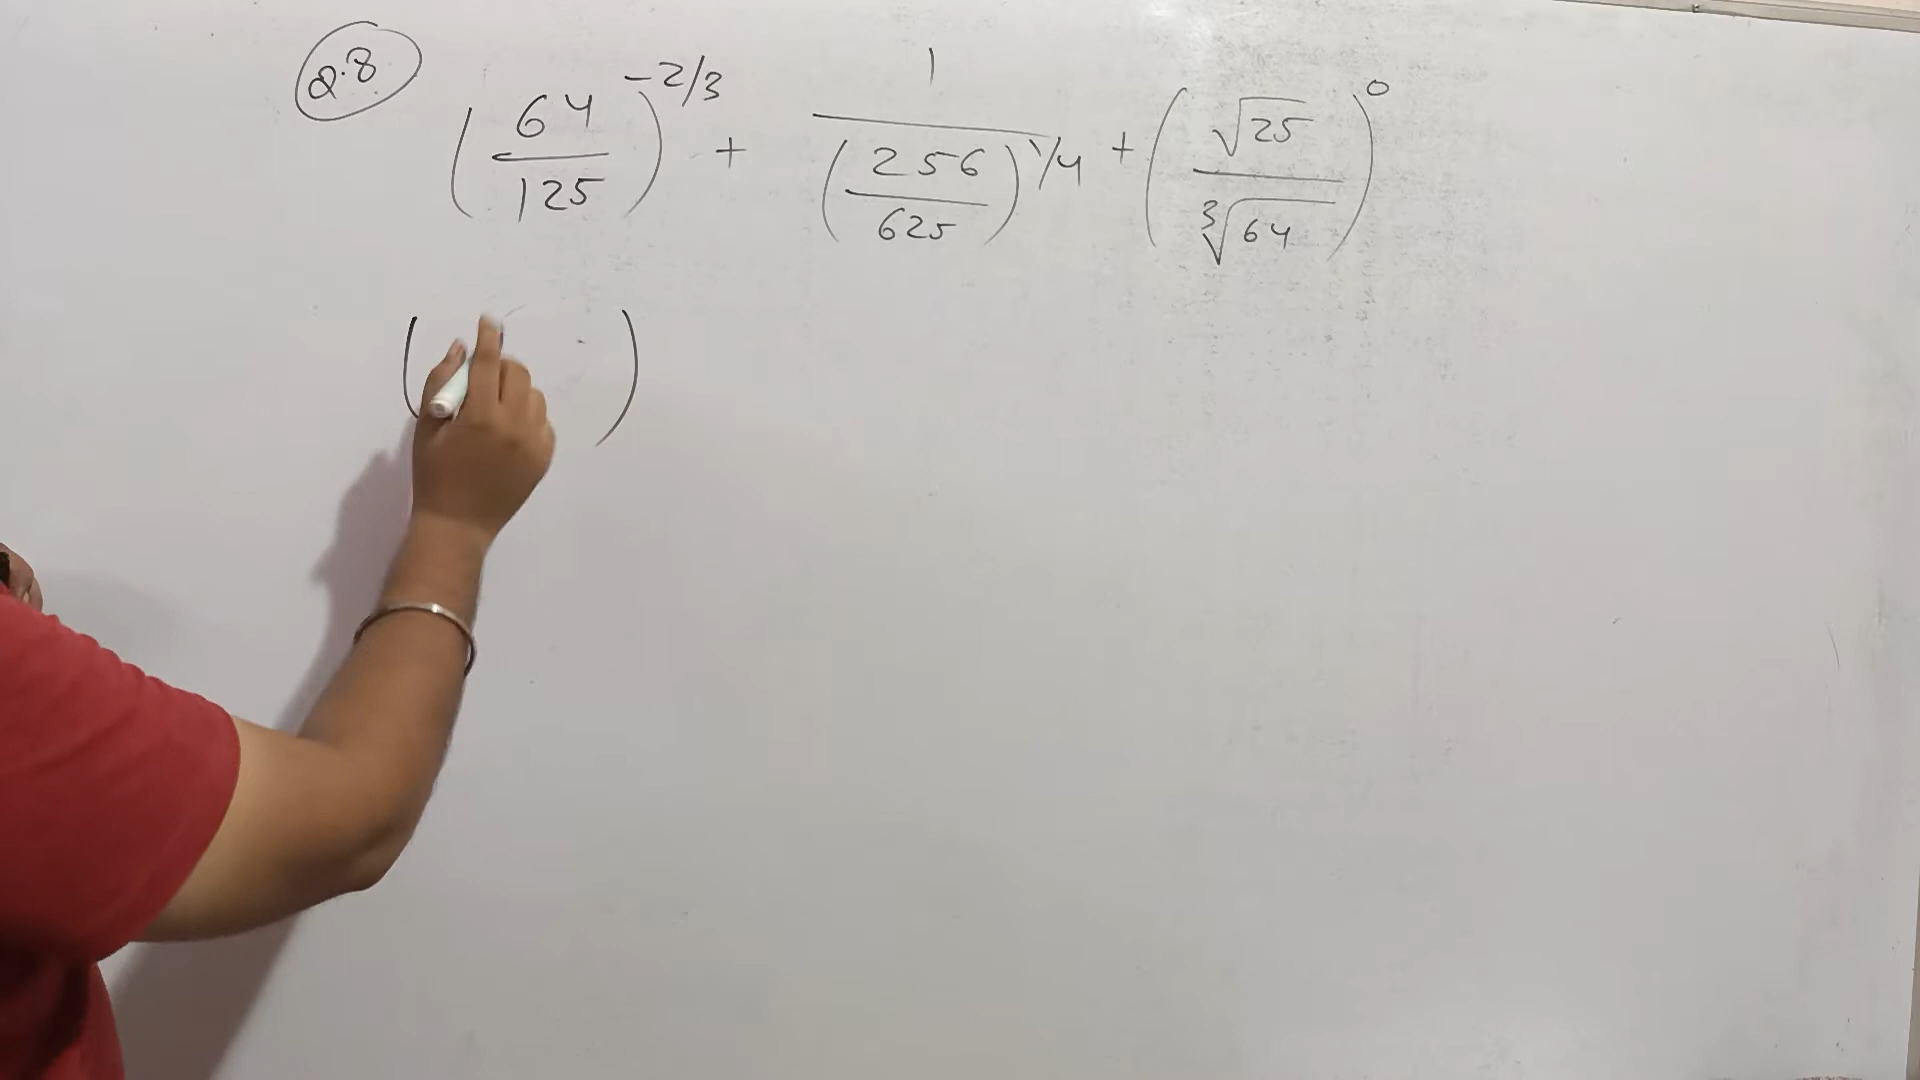 Q.8 (64/125)^-2/3 + 1/(256/625)^1/4 + (√25/∛64)^0
( )